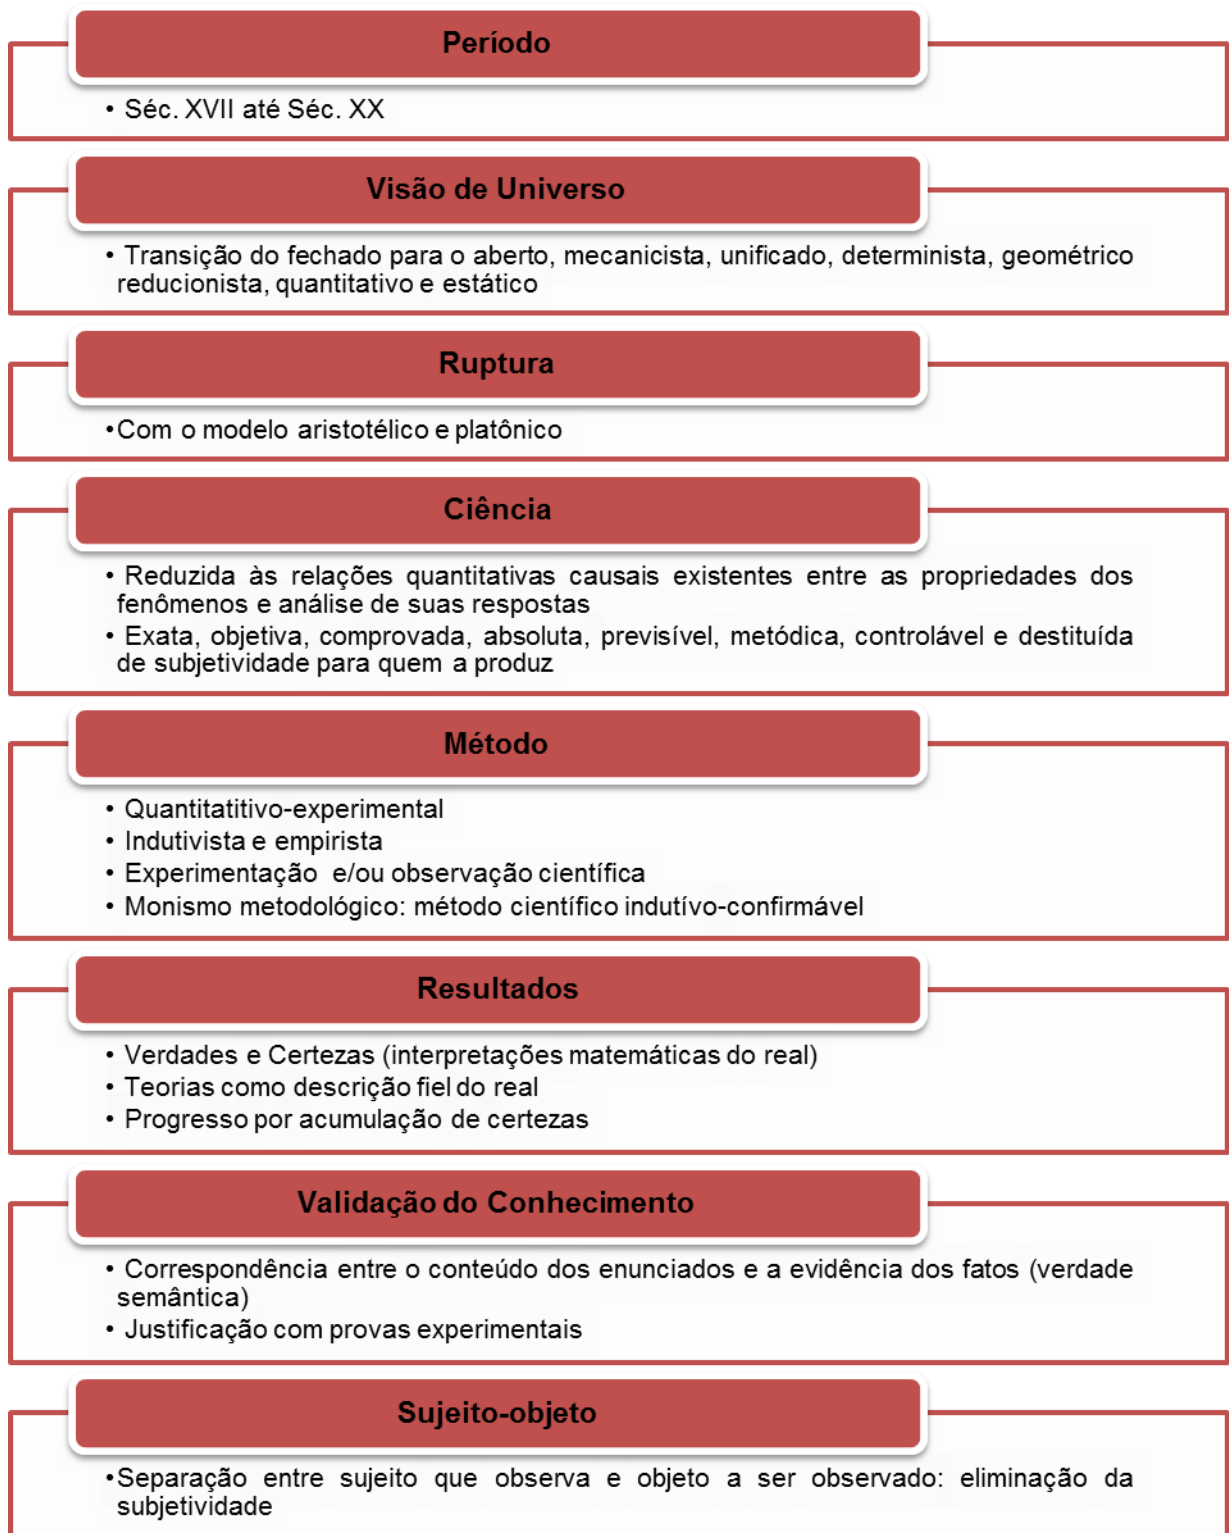 Período
• Séc. XVII até Séc. XX
Visão de Universo
• Transição do fechado para o aberto, mecanicista, unificado, determinista, geométrico
reducionista, quantitativo e estático
Ruptura
•Com o modelo aristotélico e platônico
Ciência
• Reduzida às relações quantitativas causais existentes entre as propriedades dos
fenômenos e análise de suas respostas
• Exata, objetiva, comprovada, absoluta, previsível, metódica, controlável e destituída
de subjetividade para quem a produz
Método
• Quantitatitivo-experimental
• Indutivista e empirista
• Experimentação e/ou observação científica
• Monismo metodológico: método científico indutívo-confirmável
Resultados
• Verdades e Certezas (interpretações matemáticas do real)
• Teorias como descrição fiel do real
• Progresso por acumulação de certezas
Validação do Conhecimento
• Correspondência entre o conteúdo dos enunciados e a evidência dos fatos (verdade
semântica)
• Justificação com provas experimentais
Sujeito-objeto
•Separação entre sujeito que observa e objeto a ser observado: eliminação da
subjetividade